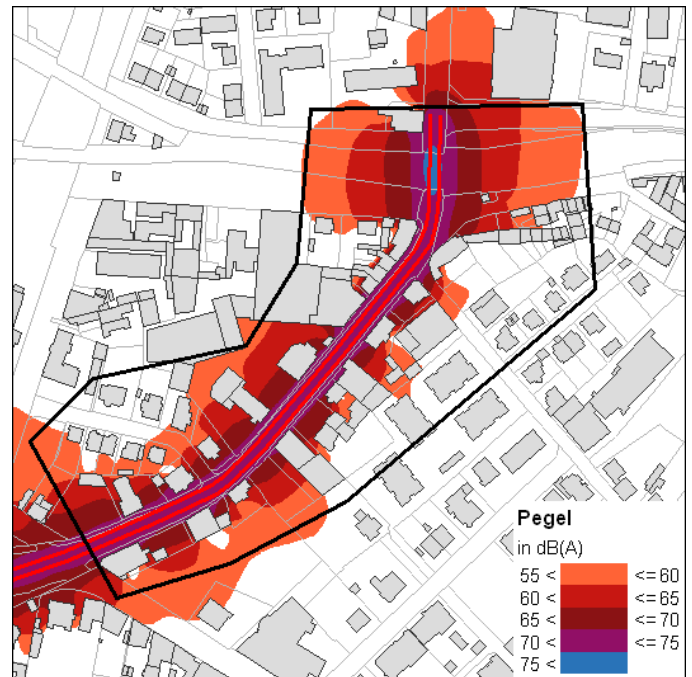 Pegel
in dB(A)
55 < <= 60
60 < <= 65
65 < <= 70
70 < <= 75
75 <